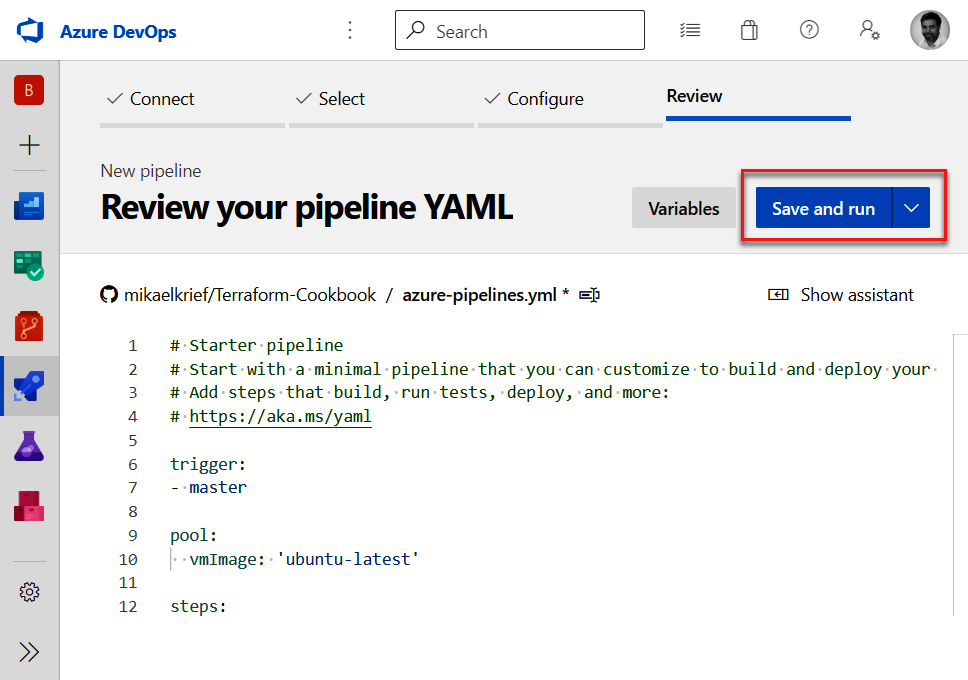 Azure DevOps
Search
B
Connect
Select
Configure
Review
New pipeline
Review your pipeline YAML
Variables
Save and run
mikaelkrief/Terraform-Cookbook / azure-pipelines.yml *
Show assistant
1 # Starter pipeline
2 # Start with a minimal pipeline that you can customize to build and deploy your
3 # Add steps that build, run tests, deploy, and more:
4 # https://aka.ms/yaml
5
6 trigger:
7 - master
8
9 pool:
10 vmImage: 'ubuntu-latest'
11
12 steps: